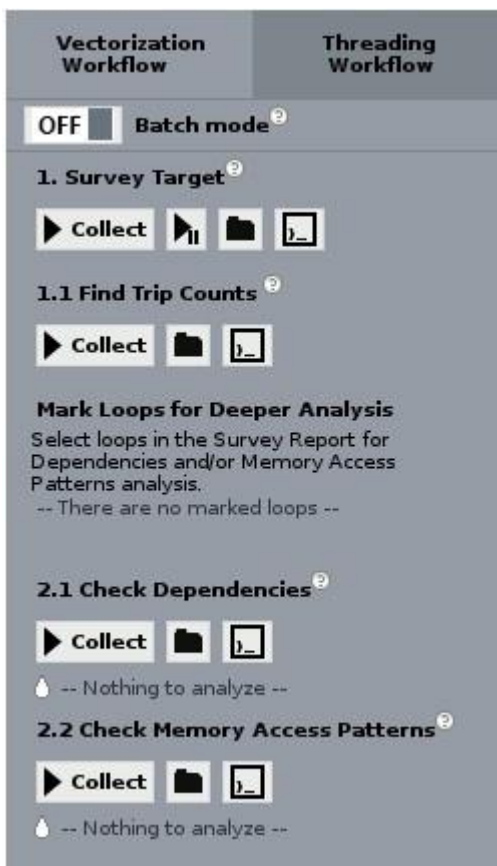 Vectorization
Workflow
Threading
Workflow
OFF Batch mode?
1. Survey Target?
Collect
1.1 Find Trip Counts ?
Collect
Mark Loops for Deeper Analysis
Select loops in the Survey Report for
Dependencies and/or Memory Access
Patterns analysis.
-- There are no marked loops --
2.1 Check Dependencies?
Collect
-- Nothing to analyze --
2.2 Check Memory Access Patterns?
Collect
-- Nothing to analyze --